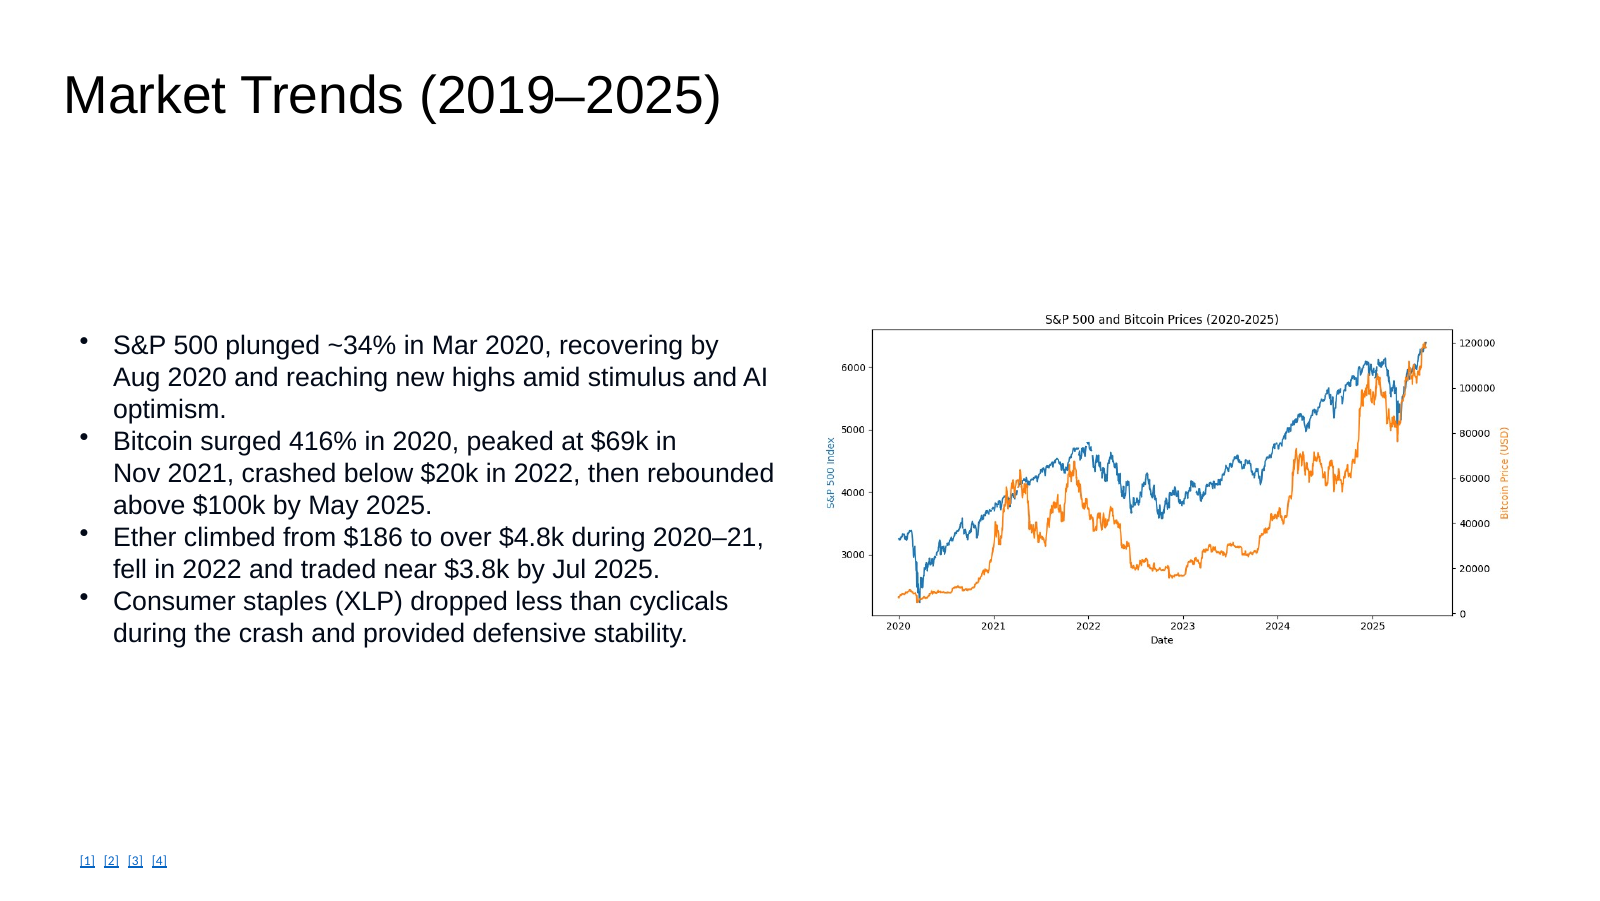 Market Trends (2019–2025)
• S&P 500 plunged ~34% in Mar 2020, recovering by
Aug 2020 and reaching new highs amid stimulus and AI
optimism.
• Bitcoin surged 416% in 2020, peaked at $69k in
Nov 2021, crashed below $20k in 2022, then rebounded
above $100k by May 2025.
• Ether climbed from $186 to over $4.8k during 2020–21,
fell in 2022 and traded near $3.8k by Jul 2025.
• Consumer staples (XLP) dropped less than cyclicals
during the crash and provided defensive stability.
S&P 500 and Bitcoin Prices (2020-2025)
S&P 500 Index
6000
5000
4000
3000
120000
100000
80000
60000
40000
20000
0
Bitcoin Price (USD)
2020 2021 2022 2023 2024 2025
Date
[1] [2] [3] [4]